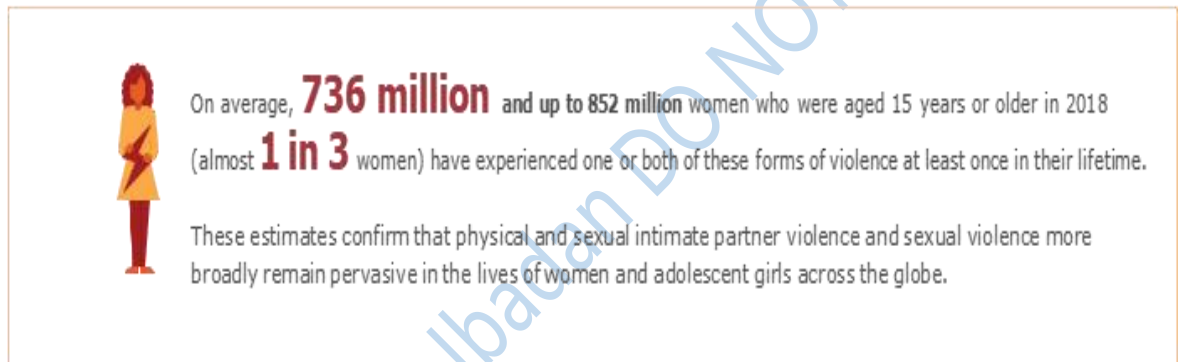 On average, 736 million and up to 852 million women who were aged 15 years or older in 2018
(almost 1 in 3 women) have experienced one or both of these forms of violence at least once in their lifetime.
These estimates confirm that physical and sexual intimate partner violence and sexual violence more
broadly remain pervasive in the lives of women and adolescent girls across the globe.
Ibadan DO NOT